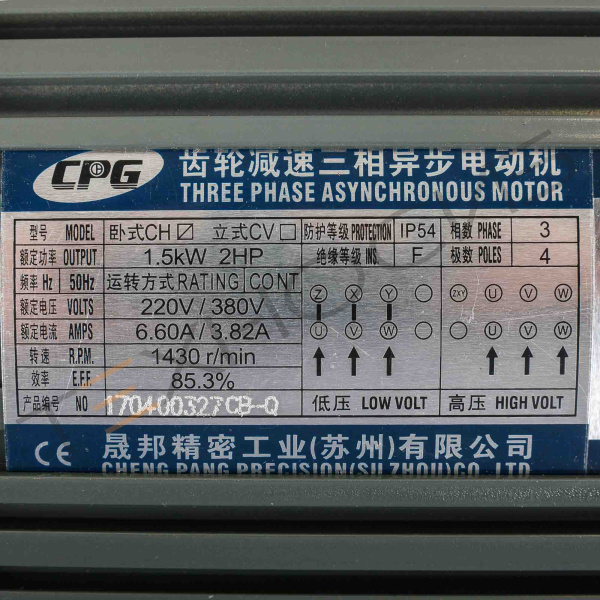 CPG
齿轮减速三相异步电动机
THREE PHASE ASYNCHRONOUS MOTOR
型号 MODEL 卧式CH☑ 立式CV□ 防护等级 PROTECTION IP54 相数 PHASE 3
额定功率 OUTPUT 1.5kW 2HP 绝缘等级 INS. F 极数 POLES 4
频率 Hz 50Hz 运转方式 RATING CONT
额定电压 VOLTS 220V / 380V Z X Y ZXY U V W
额定电流 AMPS 6.60A / 3.82A U V W
转速 R.P.M. 1430 r/min
效率 E.F.F. 85.3%
产品编号 NO 170400327CB-Q 低压 LOW VOLT 高压 HIGH VOLT
CE 晟邦精密工业(苏州)有限公司
CHENG PANG PRECISION(SU ZHOU)CO.,LTD